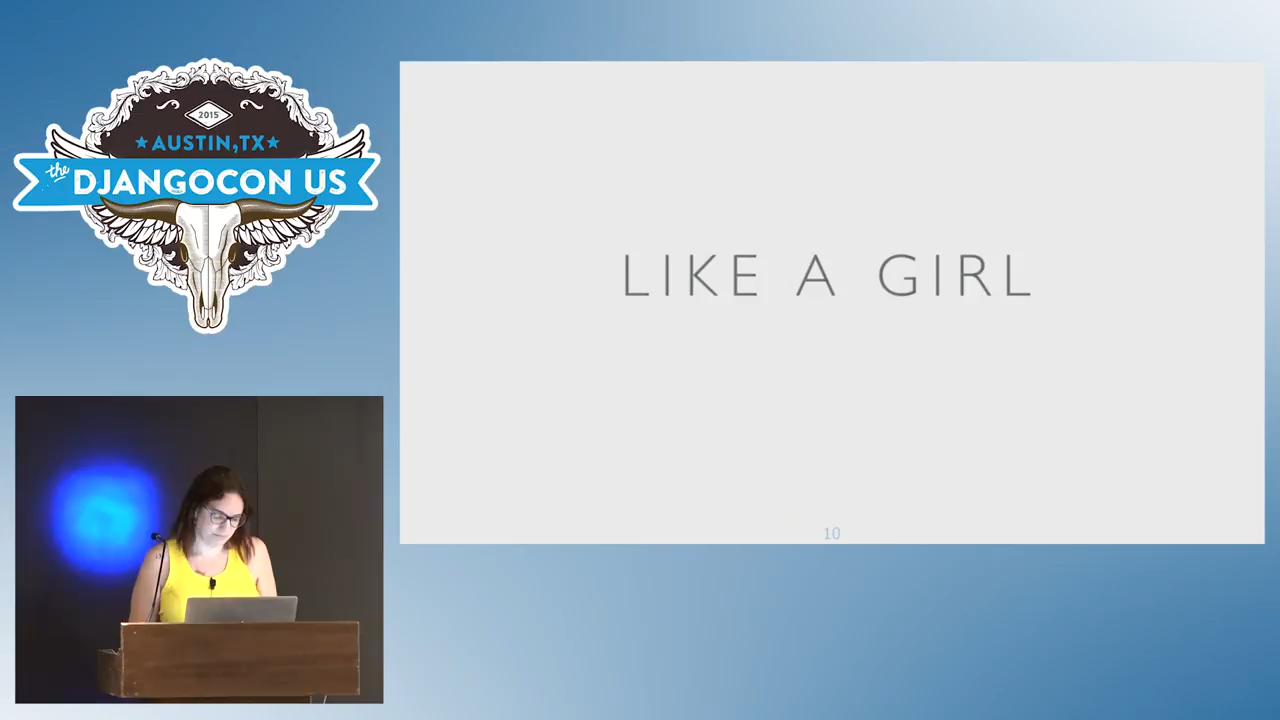 2015
AUSTIN, TX
the
DJANGOCON US
LIKE A GIRL
10